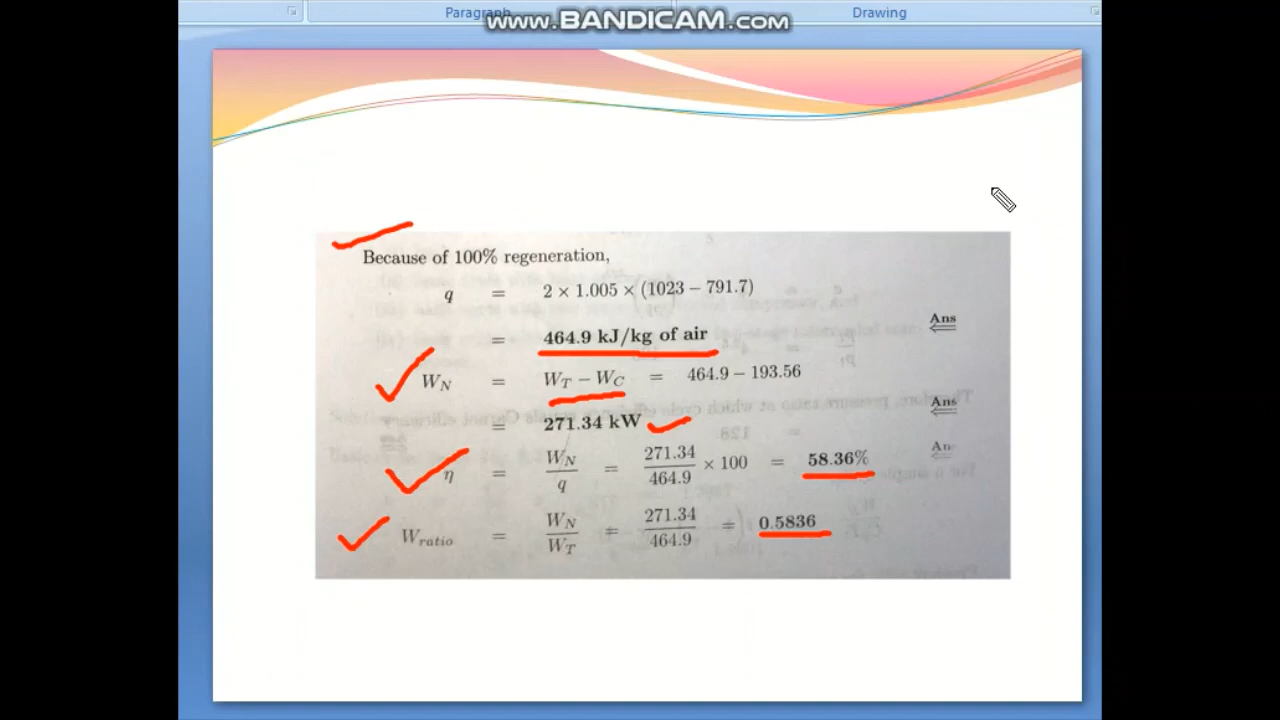 Paragraph
Drawing
www.BANDICAM.com
Because of 100% regeneration,
q = 2 × 1.005 × (1023 − 791.7)
= 464.9 kJ/kg of air Ans ⇐
W_N = W_T − W_C = 464.9 − 193.56
= 271.34 kW Ans ⇐
η = W_N/q = 271.34/464.9 × 100 = 58.36% An ⇐
W_ratio = W_N/W_T = 271.34/464.9 = 0.5836